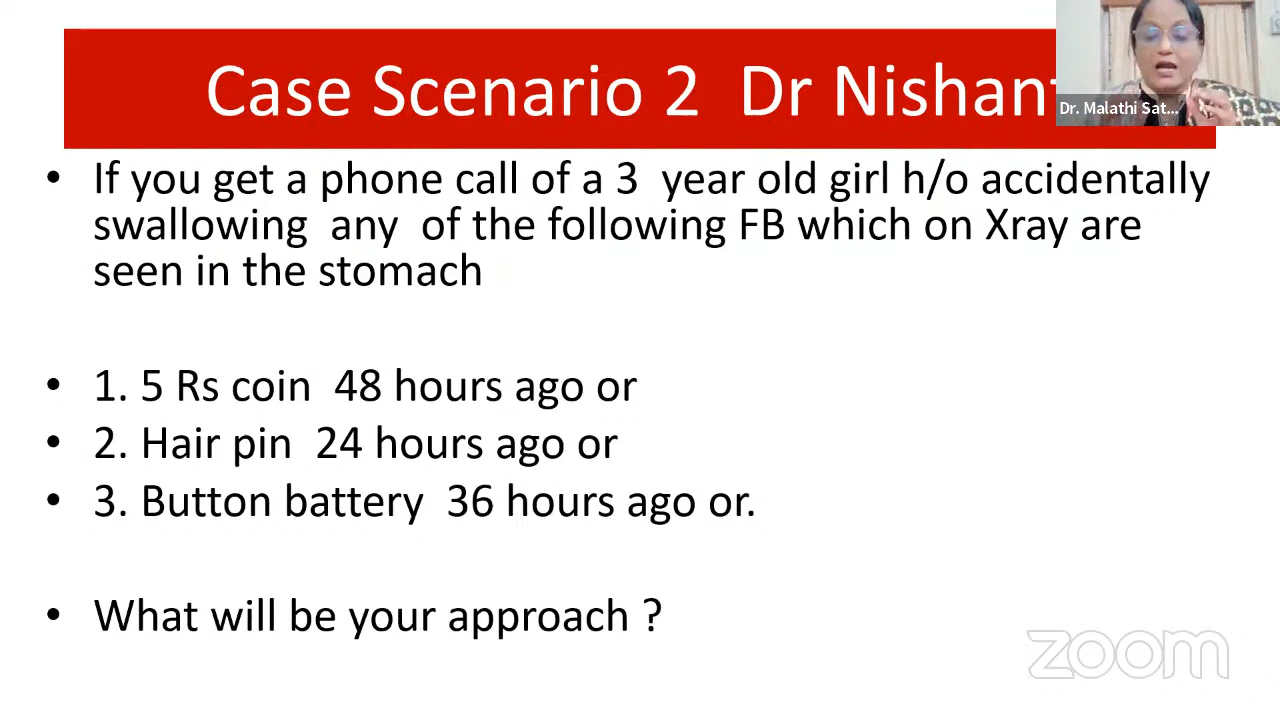 Case Scenario 2 Dr Nishant
Dr. Malathi Sat...
• If you get a phone call of a 3 year old girl h/o accidentally
swallowing any of the following FB which on Xray are
seen in the stomach
• 1. 5 Rs coin 48 hours ago or
• 2. Hair pin 24 hours ago or
• 3. Button battery 36 hours ago or.
• What will be your approach ?
zoom